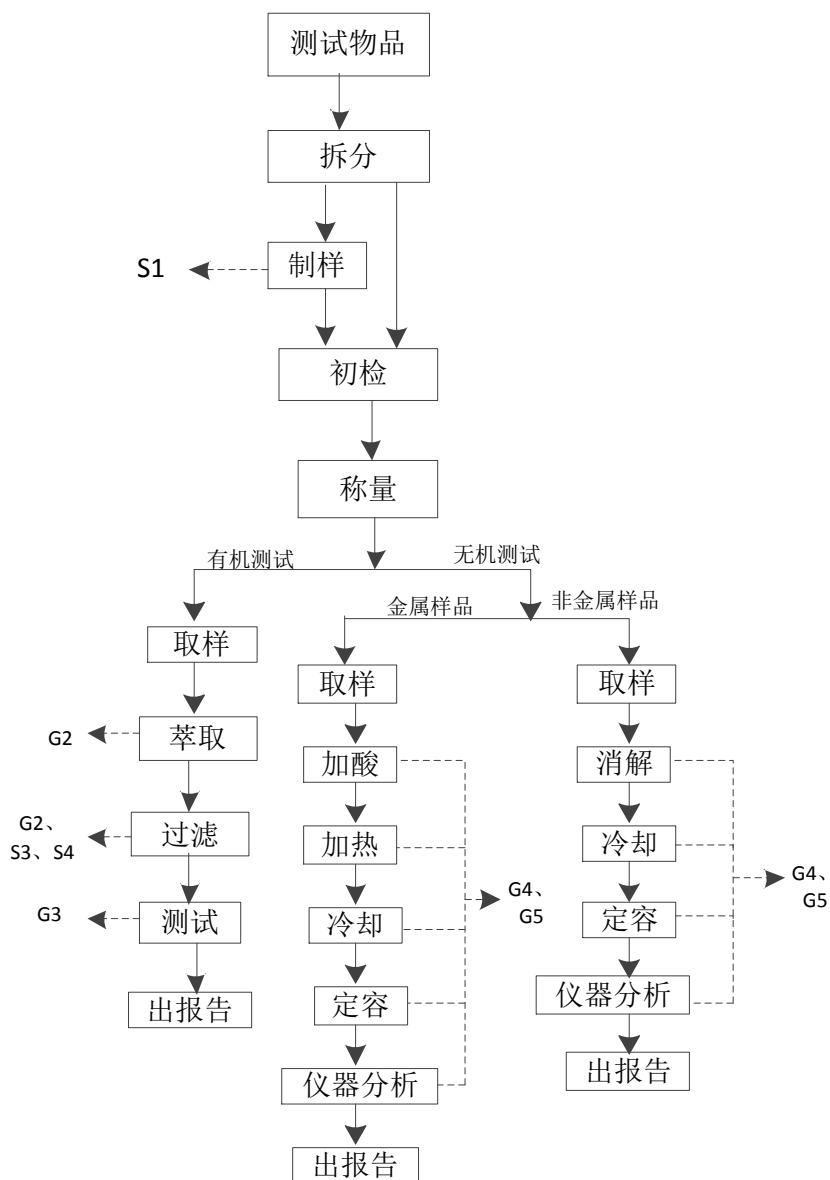 测试物品
拆分
S1
制样
初检
称量
有机测试
无机测试
金属样品
非金属样品
取样
取样
取样
G2
萃取
加酸
消解
G2、
S3、S4
过滤
加热
冷却
G4、
G5
G4、
G5
G3
测试
冷却
定容
出报告
定容
仪器分析
仪器分析
出报告
出报告